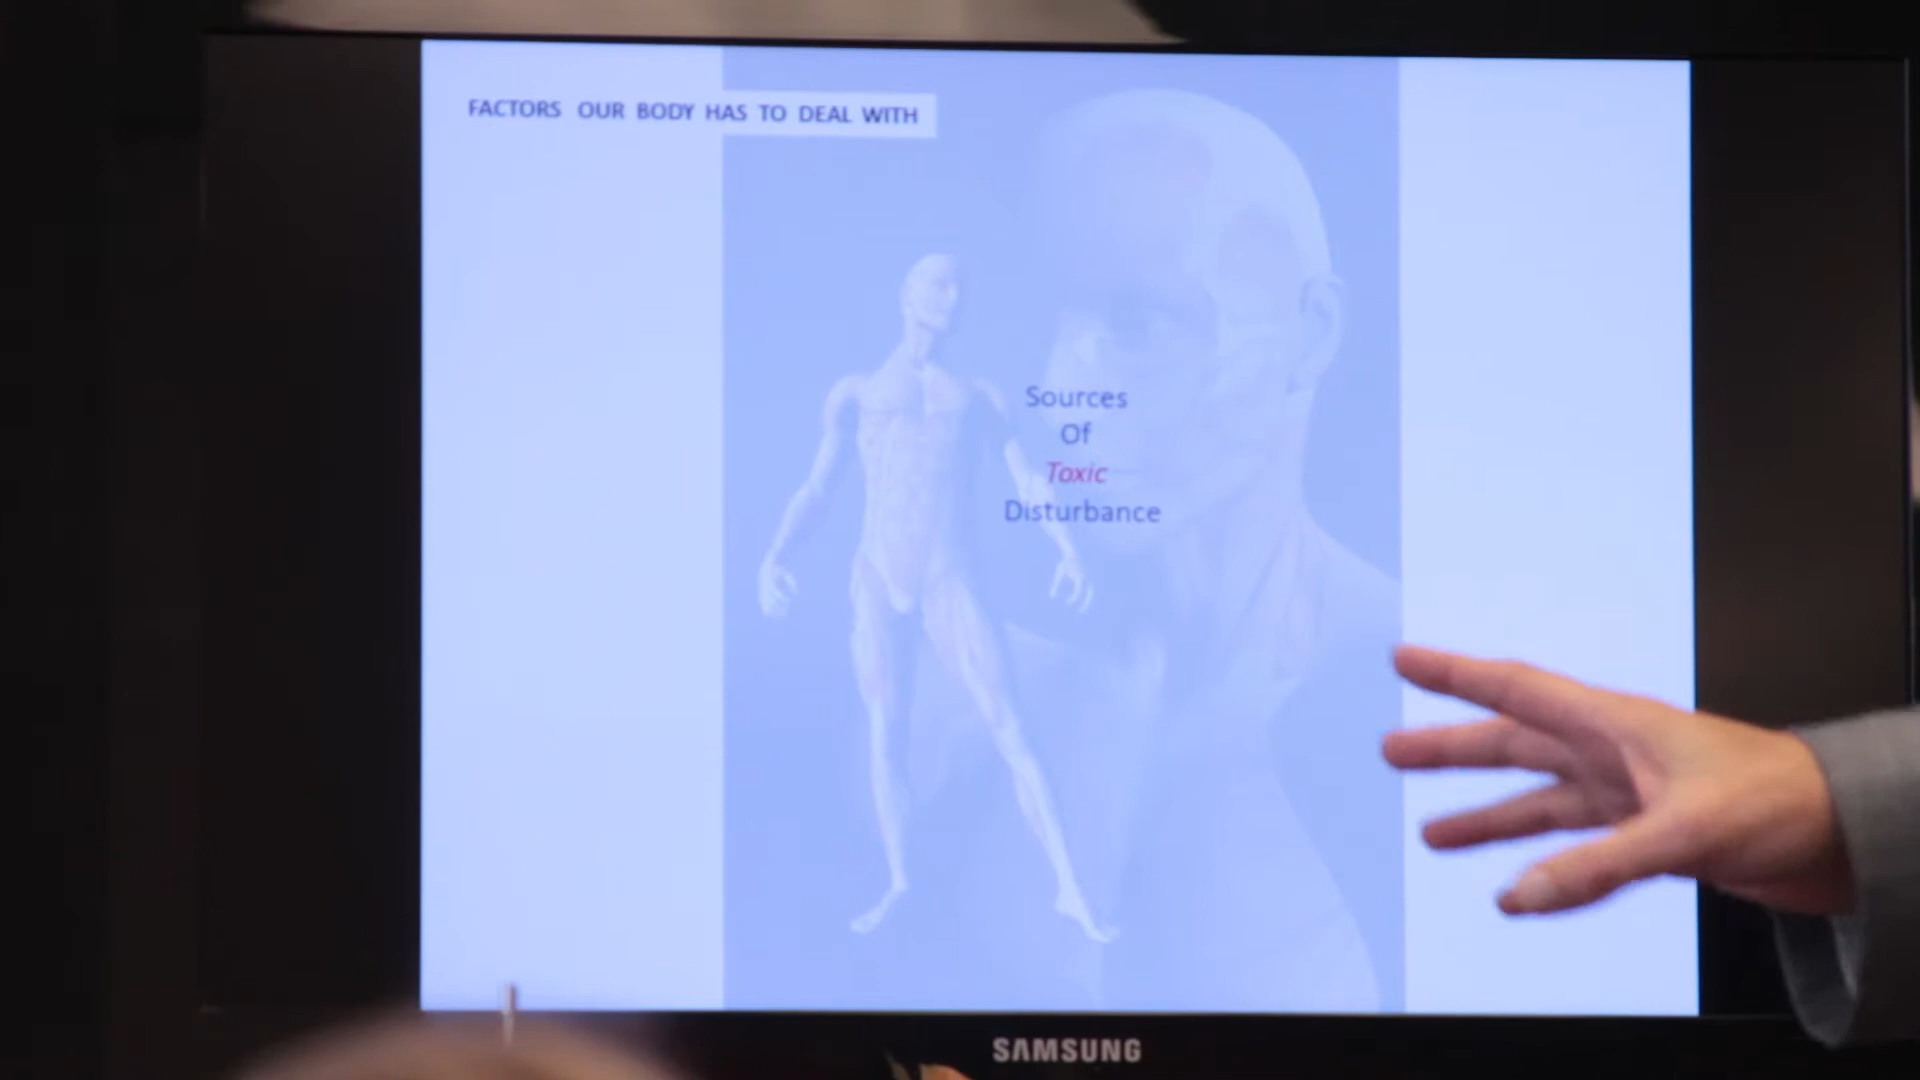 FACTORS OUR BODY HAS TO DEAL WITH
Sources
Of
Toxic
Disturbance
SAMSUNG